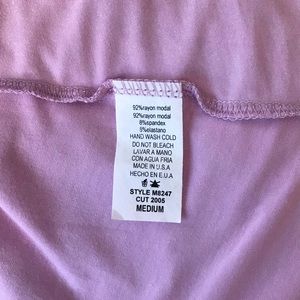 92%rayon modal
92%rayon modal
8%spandex
5%elastano
HAND WASH COLD
DO NOT BLEACH
LAVAR A MANO
CON AGUA FRIA
MADE IN U.S.A
HECHO EN E.U.A
STYLE M8247
CUT 2005
MEDIUM